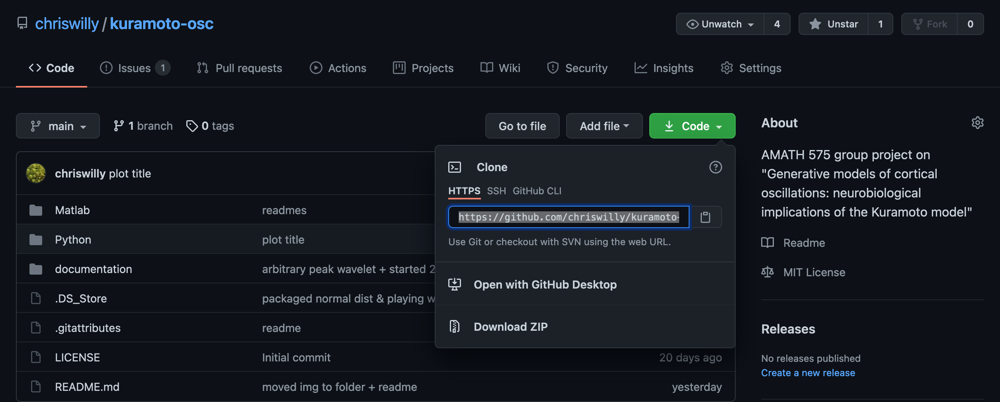 chriswilly / kuramoto-osc
Unwatch 4
Unstar 1
Fork 0
Code
Issues 1
Pull requests
Actions
Projects
Wiki
Security
Insights
Settings
main
1 branch
0 tags
Go to file
Add file
Code
chriswilly plot title
Matlab readmes
Python plot title
documentation arbitrary peak wavelet + started 2
.DS_Store packaged normal dist & playing w
.gitattributes readme
LICENSE Initial commit 20 days ago
README.md moved img to folder + readme yesterday
Clone
HTTPS SSH GitHub CLI
https://github.com/chriswilly/kuramoto-
Use Git or checkout with SVN using the web URL.
Open with GitHub Desktop
Download ZIP
About
AMATH 575 group project on
"Generative models of cortical
oscillations: neurobiological
implications of the Kuramoto model"
Readme
MIT License
Releases
No releases published
Create a new release